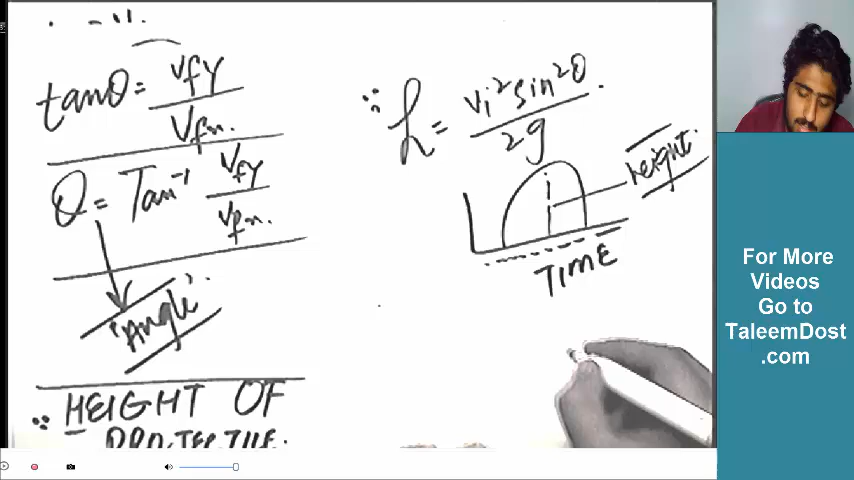 tanθ = Vfy / Vfx.
θ = Tan⁻¹ Vfy / Vfx.
"Angle".
∵ HEIGHT OF
PROJECTILE.
∵ h = Vi² Sin²θ / 2g .
height.
TIME
For More
Videos
Go to
TaleemDost
.com